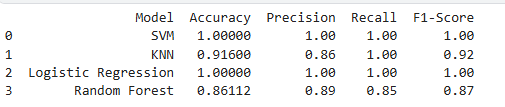 Model Accuracy Precision Recall F1-Score
0 SVM 1.00000 1.00 1.00 1.00
1 KNN 0.91600 0.86 1.00 0.92
2 Logistic Regression 1.00000 1.00 1.00 1.00
3 Random Forest 0.86112 0.89 0.85 0.87